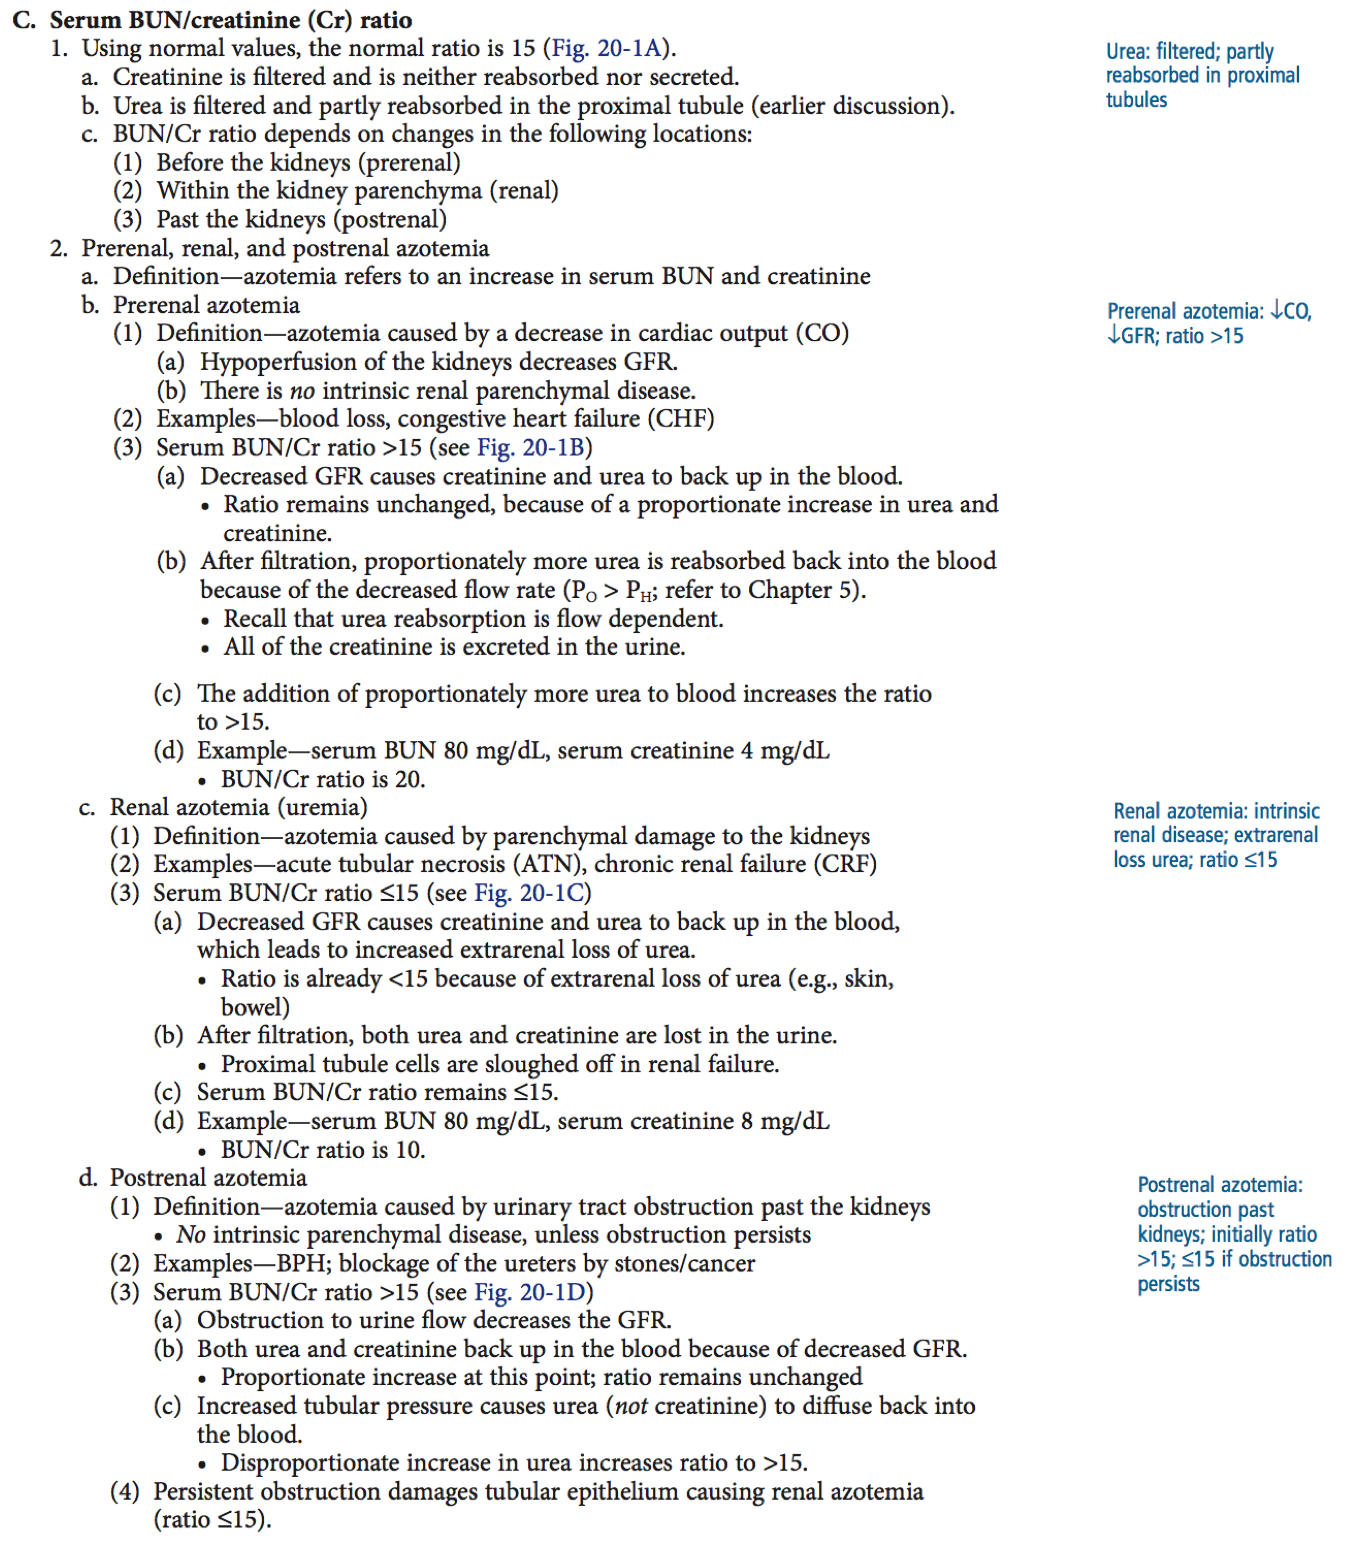 C. Serum BUN/creatinine (Cr) ratio
1. Using normal values, the normal ratio is 15 (Fig. 20-1A).
a. Creatinine is filtered and is neither reabsorbed nor secreted.
b. Urea is filtered and partly reabsorbed in the proximal tubule (earlier discussion).
c. BUN/Cr ratio depends on changes in the following locations:
(1) Before the kidneys (prerenal)
(2) Within the kidney parenchyma (renal)
(3) Past the kidneys (postrenal)
Urea: filtered; partly
reabsorbed in proximal
tubules
2. Prerenal, renal, and postrenal azotemia
a. Definition—azotemia refers to an increase in serum BUN and creatinine
b. Prerenal azotemia
(1) Definition—azotemia caused by a decrease in cardiac output (CO)
(a) Hypoperfusion of the kidneys decreases GFR.
(b) There is no intrinsic renal parenchymal disease.
(2) Examples—blood loss, congestive heart failure (CHF)
(3) Serum BUN/Cr ratio >15 (see Fig. 20-1B)
(a) Decreased GFR causes creatinine and urea to back up in the blood.
• Ratio remains unchanged, because of a proportionate increase in urea and
creatinine.
(b) After filtration, proportionately more urea is reabsorbed back into the blood
because of the decreased flow rate (PO > PH; refer to Chapter 5).
• Recall that urea reabsorption is flow dependent.
• All of the creatinine is excreted in the urine.
(c) The addition of proportionately more urea to blood increases the ratio
to >15.
(d) Example—serum BUN 80 mg/dL, serum creatinine 4 mg/dL
• BUN/Cr ratio is 20.
Prerenal azotemia: ↓CO,
↓GFR; ratio >15
c. Renal azotemia (uremia)
(1) Definition—azotemia caused by parenchymal damage to the kidneys
(2) Examples—acute tubular necrosis (ATN), chronic renal failure (CRF)
(3) Serum BUN/Cr ratio ≤15 (see Fig. 20-1C)
(a) Decreased GFR causes creatinine and urea to back up in the blood,
which leads to increased extrarenal loss of urea.
• Ratio is already <15 because of extrarenal loss of urea (e.g., skin,
bowel)
(b) After filtration, both urea and creatinine are lost in the urine.
• Proximal tubule cells are sloughed off in renal failure.
(c) Serum BUN/Cr ratio remains ≤15.
(d) Example—serum BUN 80 mg/dL, serum creatinine 8 mg/dL
• BUN/Cr ratio is 10.
Renal azotemia: intrinsic
renal disease; extrarenal
loss urea; ratio ≤15
d. Postrenal azotemia
(1) Definition—azotemia caused by urinary tract obstruction past the kidneys
• No intrinsic parenchymal disease, unless obstruction persists
(2) Examples—BPH; blockage of the ureters by stones/cancer
(3) Serum BUN/Cr ratio >15 (see Fig. 20-1D)
(a) Obstruction to urine flow decreases the GFR.
(b) Both urea and creatinine back up in the blood because of decreased GFR.
• Proportionate increase at this point; ratio remains unchanged
(c) Increased tubular pressure causes urea (not creatinine) to diffuse back into
the blood.
• Disproportionate increase in urea increases ratio to >15.
(4) Persistent obstruction damages tubular epithelium causing renal azotemia
(ratio ≤15).
Postrenal azotemia:
obstruction past
kidneys; initially ratio
>15; ≤15 if obstruction
persists